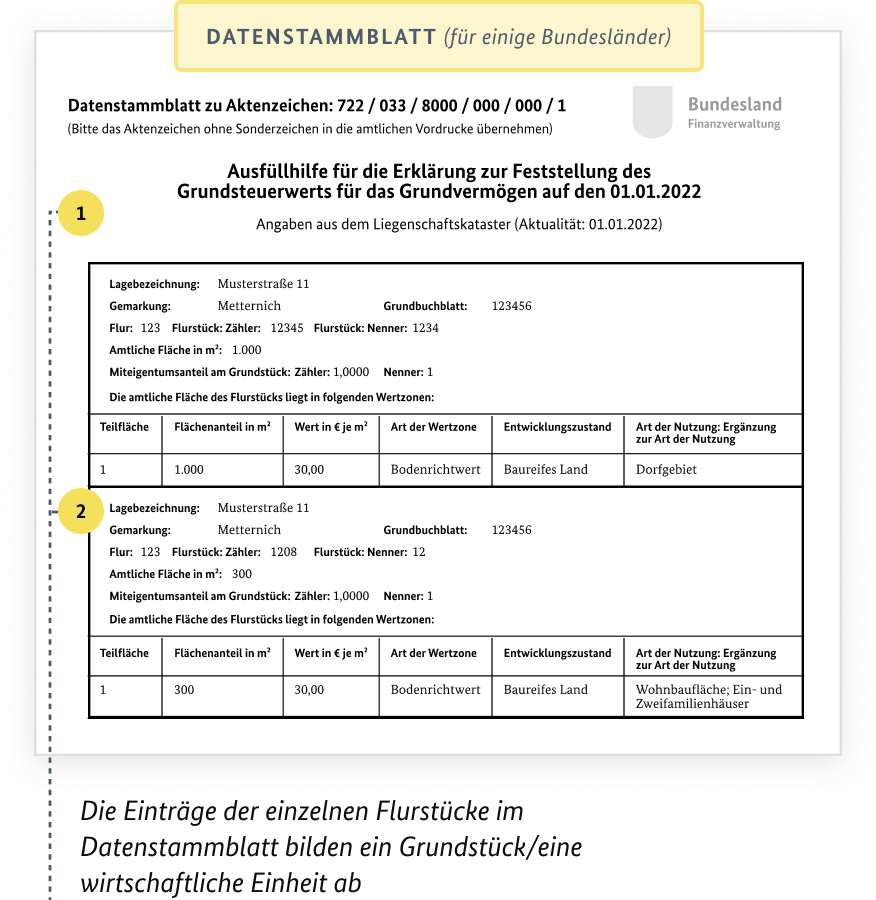 DATENSTAMMBLATT (für einige Bundesländer)
Datenstammblatt zu Aktenzeichen: 722 / 033 / 8000 / 000 / 000 / 1
(Bitte das Aktenzeichen ohne Sonderzeichen in die amtlichen Vordrucke übernehmen)
Bundesland
Finanzverwaltung
Ausfüllhilfe für die Erklärung zur Feststellung des
Grundsteuerwerts für das Grundvermögen auf den 01.01.2022
1
Angaben aus dem Liegenschaftskataster (Aktualität: 01.01.2022)
Lagebezeichnung: Musterstraße 11
Gemarkung: Metternich Grundbuchblatt: 123456
Flur: 123 Flurstück: Zähler: 12345 Flurstück: Nenner: 1234
Amtliche Fläche in m²: 1.000
Miteigentumsanteil am Grundstück: Zähler: 1,0000 Nenner: 1
Die amtliche Fläche des Flurstücks liegt in folgenden Wertzonen:
Teilfläche Flächenanteil in m² Wert in € je m² Art der Wertzone Entwicklungszustand Art der Nutzung: Ergänzung
zur Art der Nutzung
1 1.000 30,00 Bodenrichtwert Baureifes Land Dorfgebiet
2
Lagebezeichnung: Musterstraße 11
Gemarkung: Metternich Grundbuchblatt: 123456
Flur: 123 Flurstück: Zähler: 1208 Flurstück: Nenner: 12
Amtliche Fläche in m²: 300
Miteigentumsanteil am Grundstück: Zähler: 1,0000 Nenner: 1
Die amtliche Fläche des Flurstücks liegt in folgenden Wertzonen:
Teilfläche Flächenanteil in m² Wert in € je m² Art der Wertzone Entwicklungszustand Art der Nutzung: Ergänzung
zur Art der Nutzung
1 300 30,00 Bodenrichtwert Baureifes Land Wohnbaufläche; Ein- und
Zweifamilienhäuser
Die Einträge der einzelnen Flurstücke im
Datenstammblatt bilden ein Grundstück/eine
wirtschaftliche Einheit ab